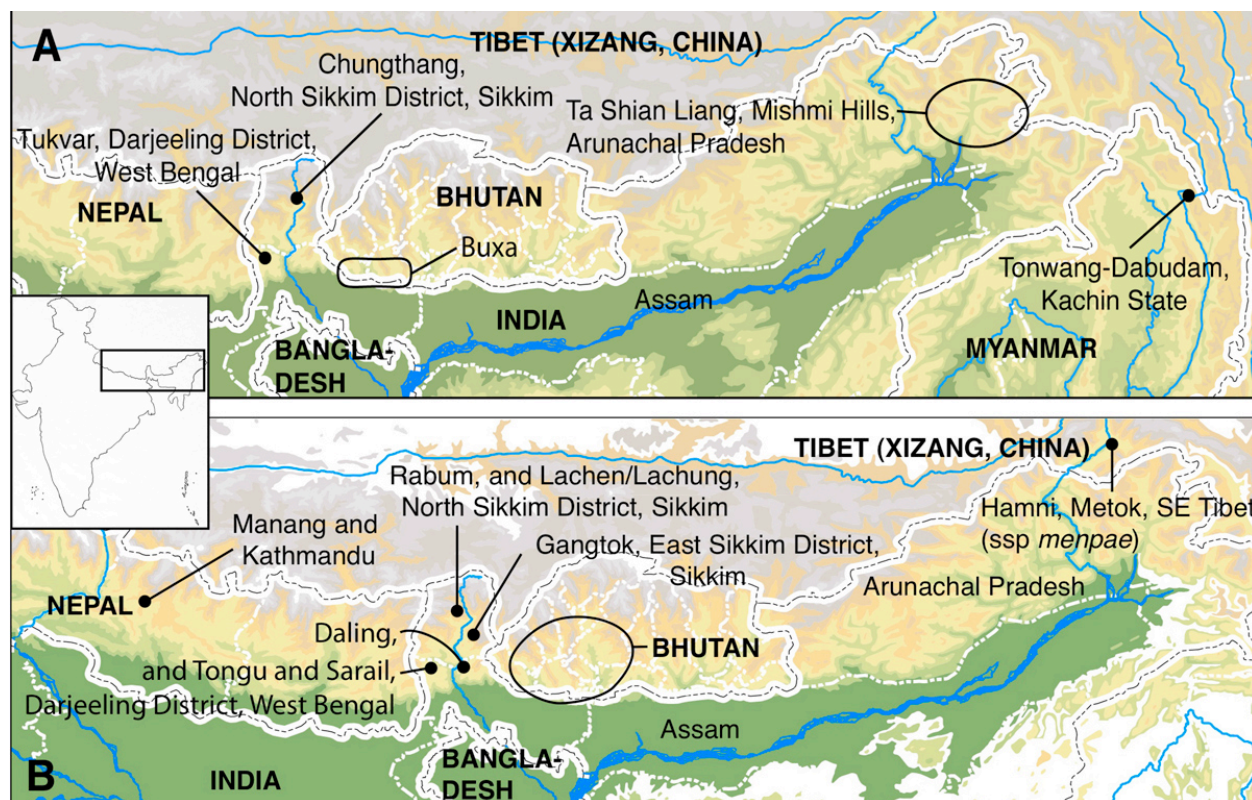 A
TIBET (XIZANG, CHINA)
Chungthang,
North Sikkim District, Sikkim
Ta Shian Liang, Mishmi Hills,
Arunachal Pradesh
Tukvar, Darjeeling District,
West Bengal
NEPAL
BHUTAN
Buxa
Tonwang-Dabudam,
Kachin State
Assam
INDIA
MYANMAR
BANGLA-
DESH
TIBET (XIZANG, CHINA)
Rabum, and Lachen/Lachung,
North Sikkim District, Sikkim
Hamni, Metok, SE Tibet
(ssp menpae)
Manang and
Kathmandu
Gangtok, East Sikkim District,
Sikkim
Arunachal Pradesh
NEPAL
Daling,
and Tongu and Sarail,
Darjeeling District, West Bengal
BHUTAN
Assam
BANGLA-
DESH
INDIA
B